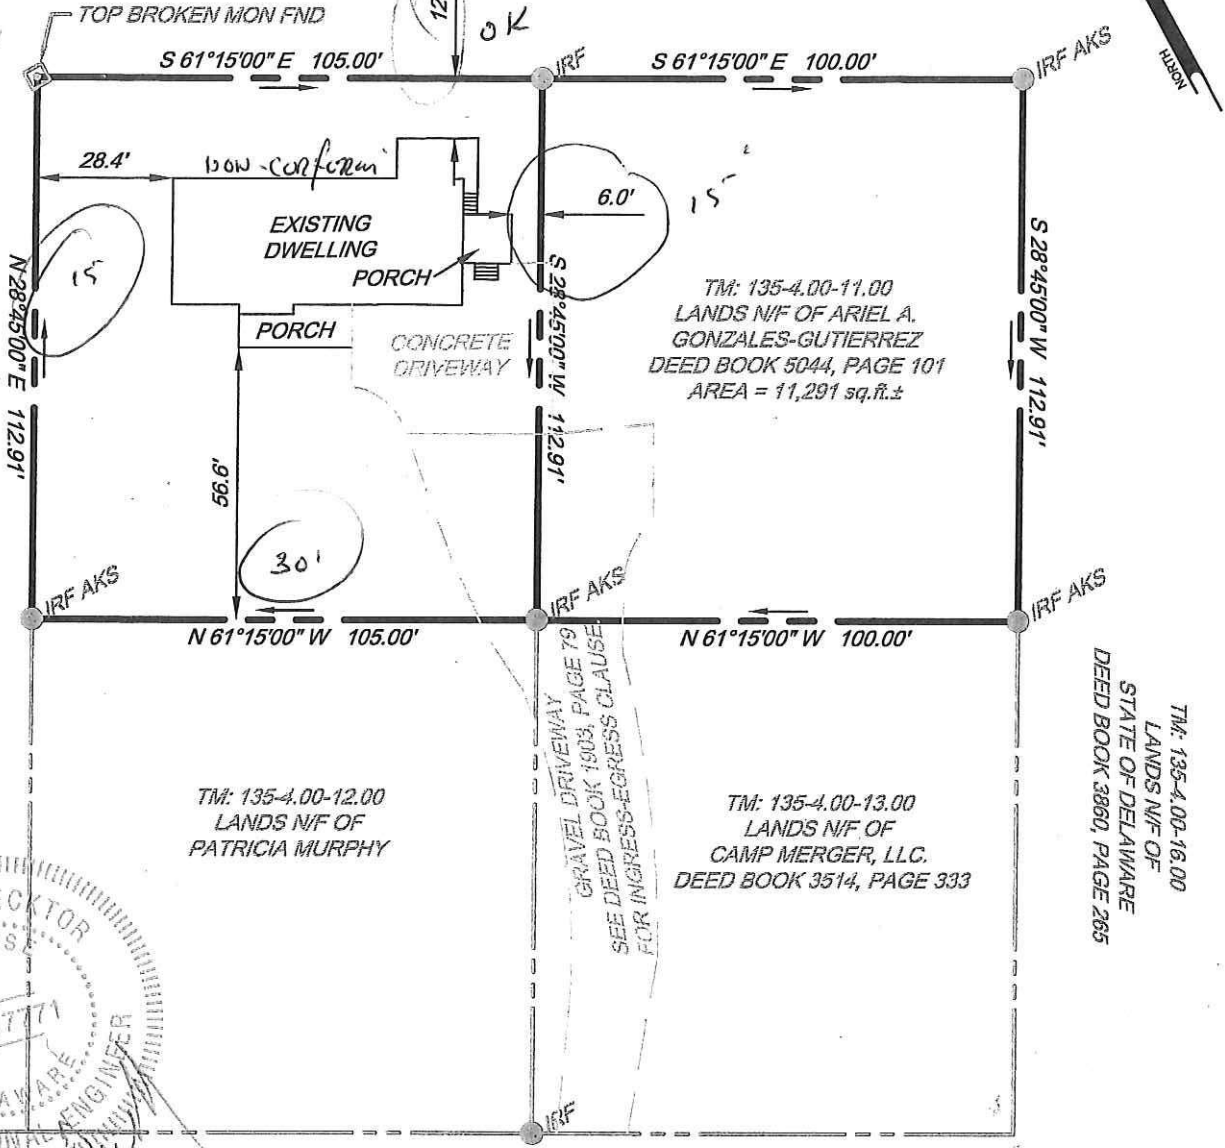 TOP BROKEN MON FND
12
OK
NORTH
S 61°15'00" E 105.00'
IRF
S 61°15'00" E 100.00'
IRF AKS
28.4'
6.0'
15'
EXISTING
DWELLING
PORCH
15
N 28°45'00" E 112.91'
PORCH
CONCRETE
DRIVEWAY
S 28°45'00" W 112.91'
TM: 135-4.00-11.00
LANDS N/F OF ARIEL A.
GONZALES-GUTIERREZ
DEED BOOK 5044, PAGE 101
AREA = 11,291 sq.ft.±
S 28°45'00" W 112.91'
56.6'
30'
IRF AKS
IRF AKS
IRF AKS
N 61°15'00" W 105.00'
N 61°15'00" W 100.00'
GRAVEL DRIVEWAY
SEE DEED BOOK 1903, PAGE 79
FOR INGRESS-EGRESS CLAUSE
TM: 135-4.00-16.00
LANDS N/F OF
STATE OF DELAWARE
DEED BOOK 3860, PAGE 265
TM: 135-4.00-12.00
LANDS N/F OF
PATRICIA MURPHY
TM: 135-4.00-13.00
LANDS N/F OF
CAMP MERGER, LLC.
DEED BOOK 3514, PAGE 333
7771
ENGINEER
IRF